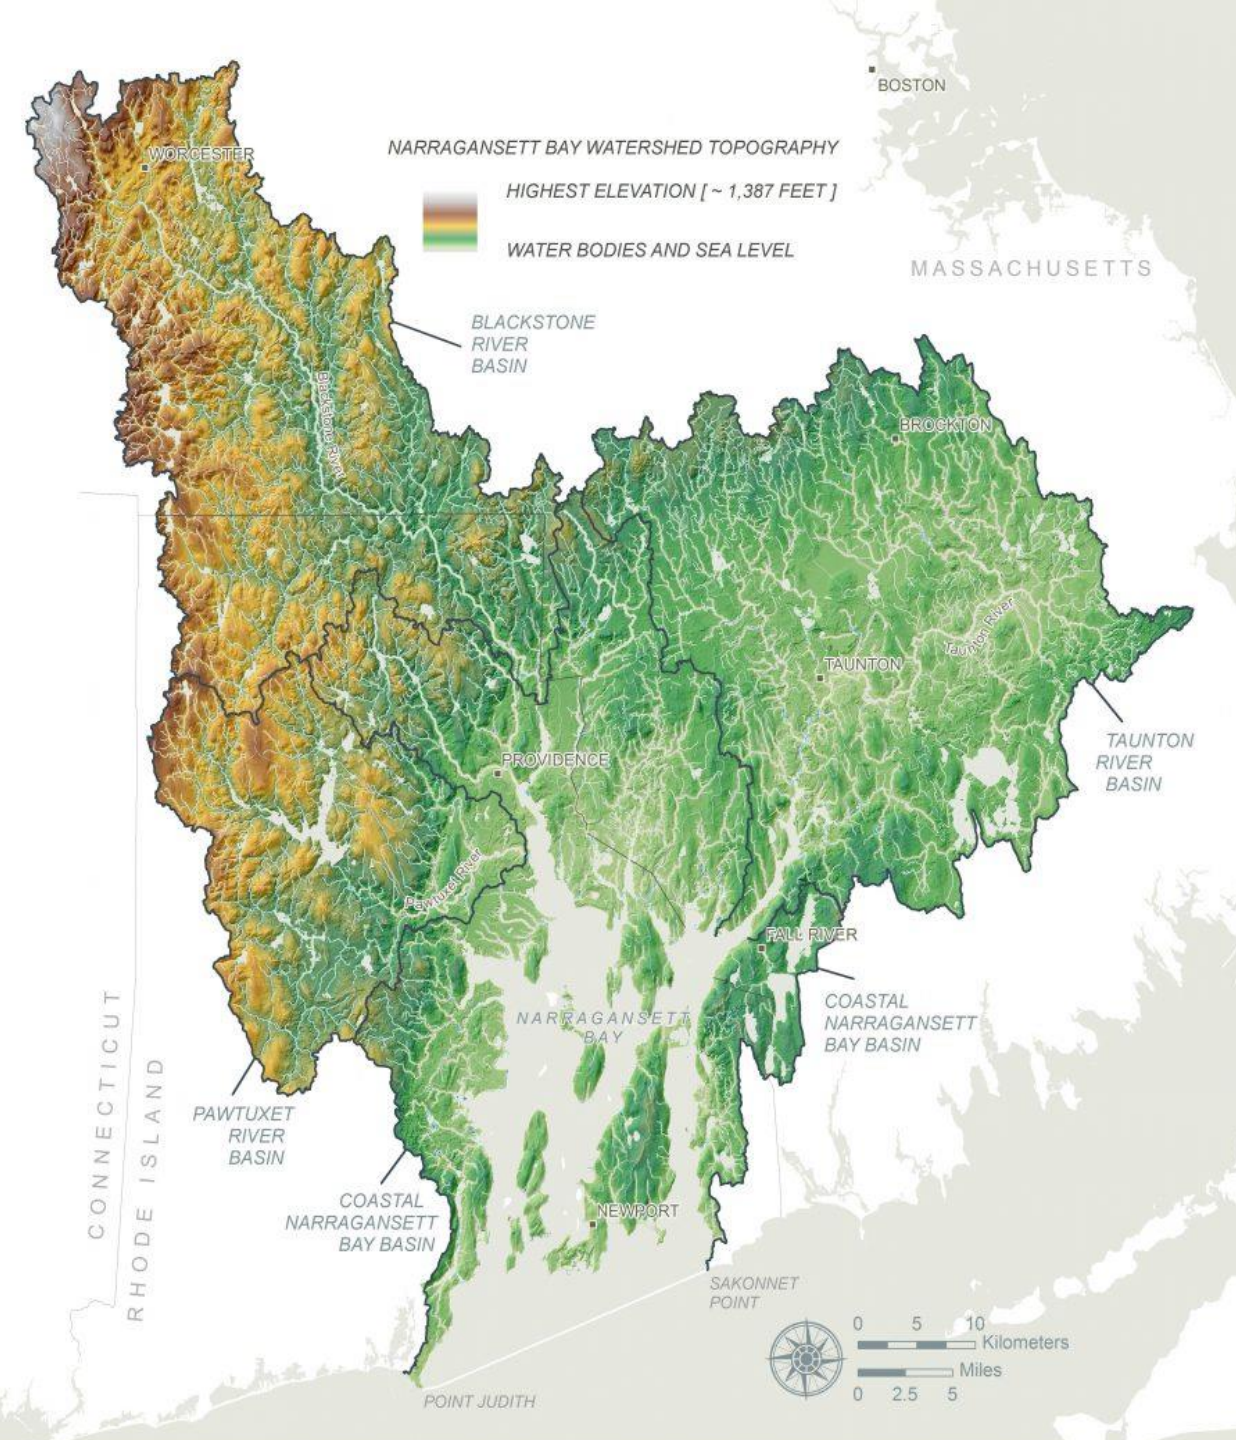 BOSTON
NARRAGANSETT BAY WATERSHED TOPOGRAPHY
WORCESTER
HIGHEST ELEVATION [ ~ 1,387 FEET ]
WATER BODIES AND SEA LEVEL
MASSACHUSETTS
BLACKSTONE
RIVER
BASIN
Blackstone River
BROCKTON
Taunton River
TAUNTON
TAUNTON
RIVER
BASIN
PROVIDENCE
Pawtuxet River
FALL RIVER
COASTAL
NARRAGANSETT
BAY BASIN
NARRAGANSETT
BAY
CONNECTICUT
RHODE ISLAND
PAWTUXET
RIVER
BASIN
COASTAL
NARRAGANSETT
BAY BASIN
NEWPORT
SAKONNET
POINT
0 5 10
Kilometers
Miles
0 2.5 5
POINT JUDITH